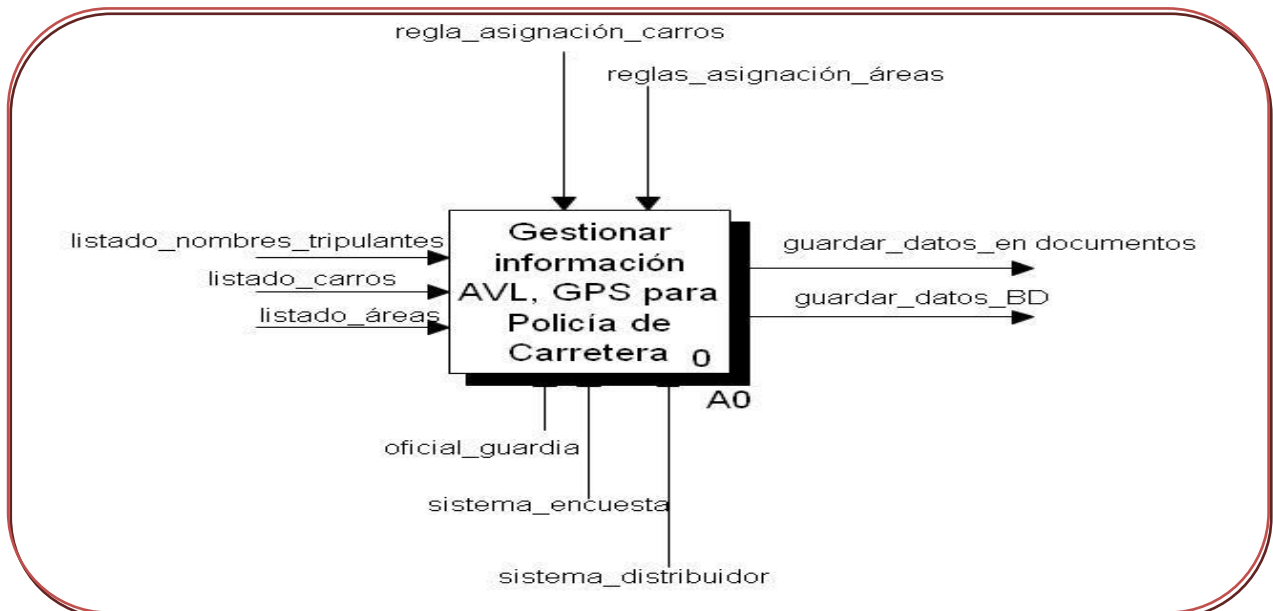 regla_asignación_carros
reglas_asignación_áreas
listado_nombres_tripulantes
listado_carros
listado_áreas
Gestionar
información
AVL, GPS para
Policía de
Carretera 0
A0
guardar_datos_en documentos
guardar_datos_BD
oficial_guardia
sistema_encuesta
sistema_distribuidor